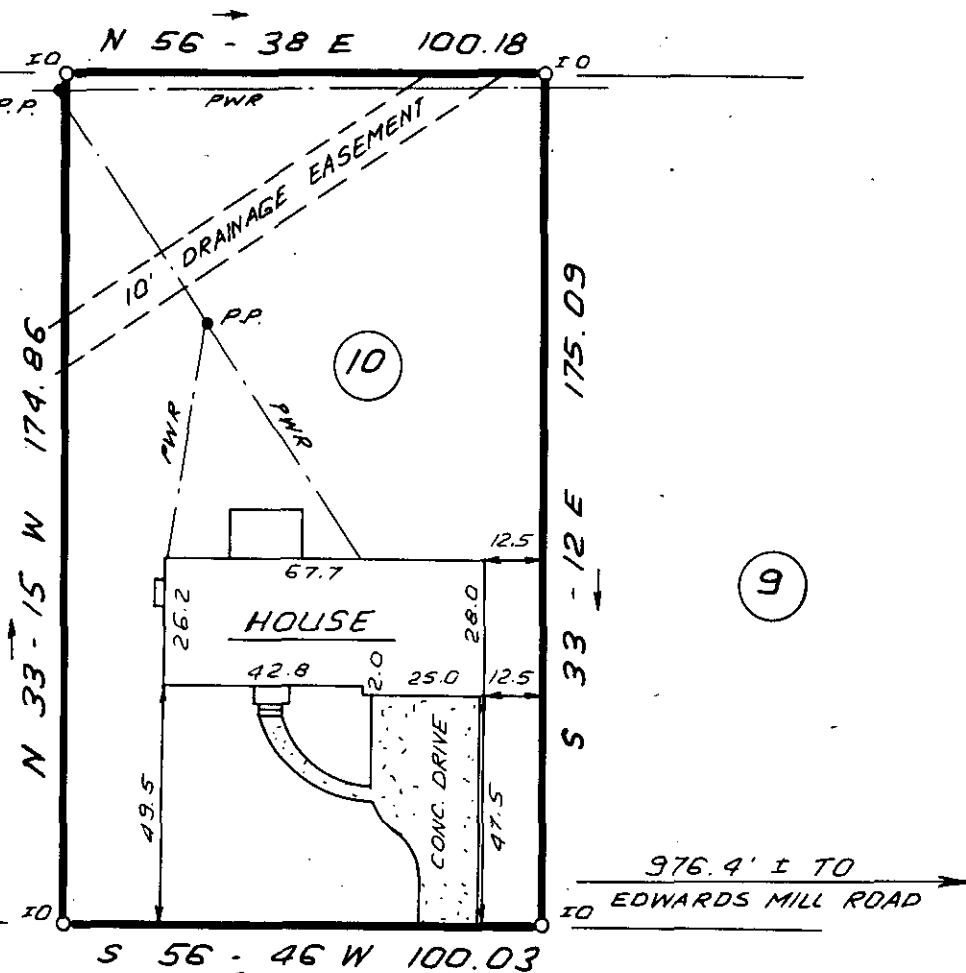 N 56 - 38 E 100.18
IO
IO
P.P.
PWR
10' DRAINAGE EASEMENT
P.P.
10
N 33 - 15 W 174.86
S 33 - 12 E 175.09
PWR
PWR
12.5
67.7
26.2
HOUSE
28.0
9
42.8
2.0
25.0
12.5
49.5
CONC. DRIVE
47.5
976.4' ± TO
EDWARDS MILL ROAD
IO
IO
S 56 - 46 W 100.03